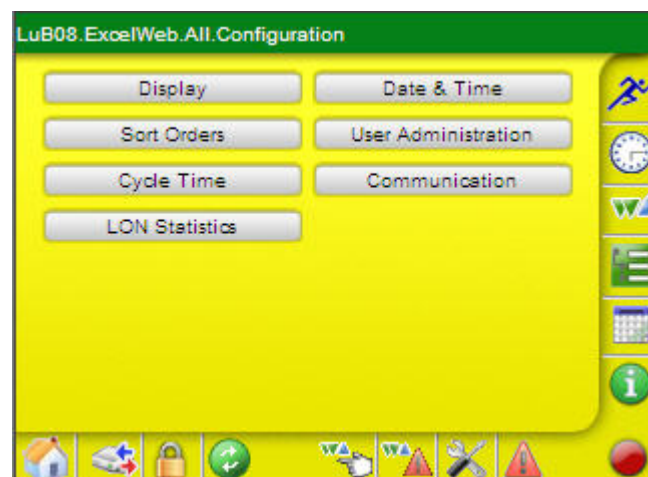 LuB08.ExcelWeb.All.Configuration
Display
Date & Time
Sort Orders
User Administration
Cycle Time
Communication
LON Statistics